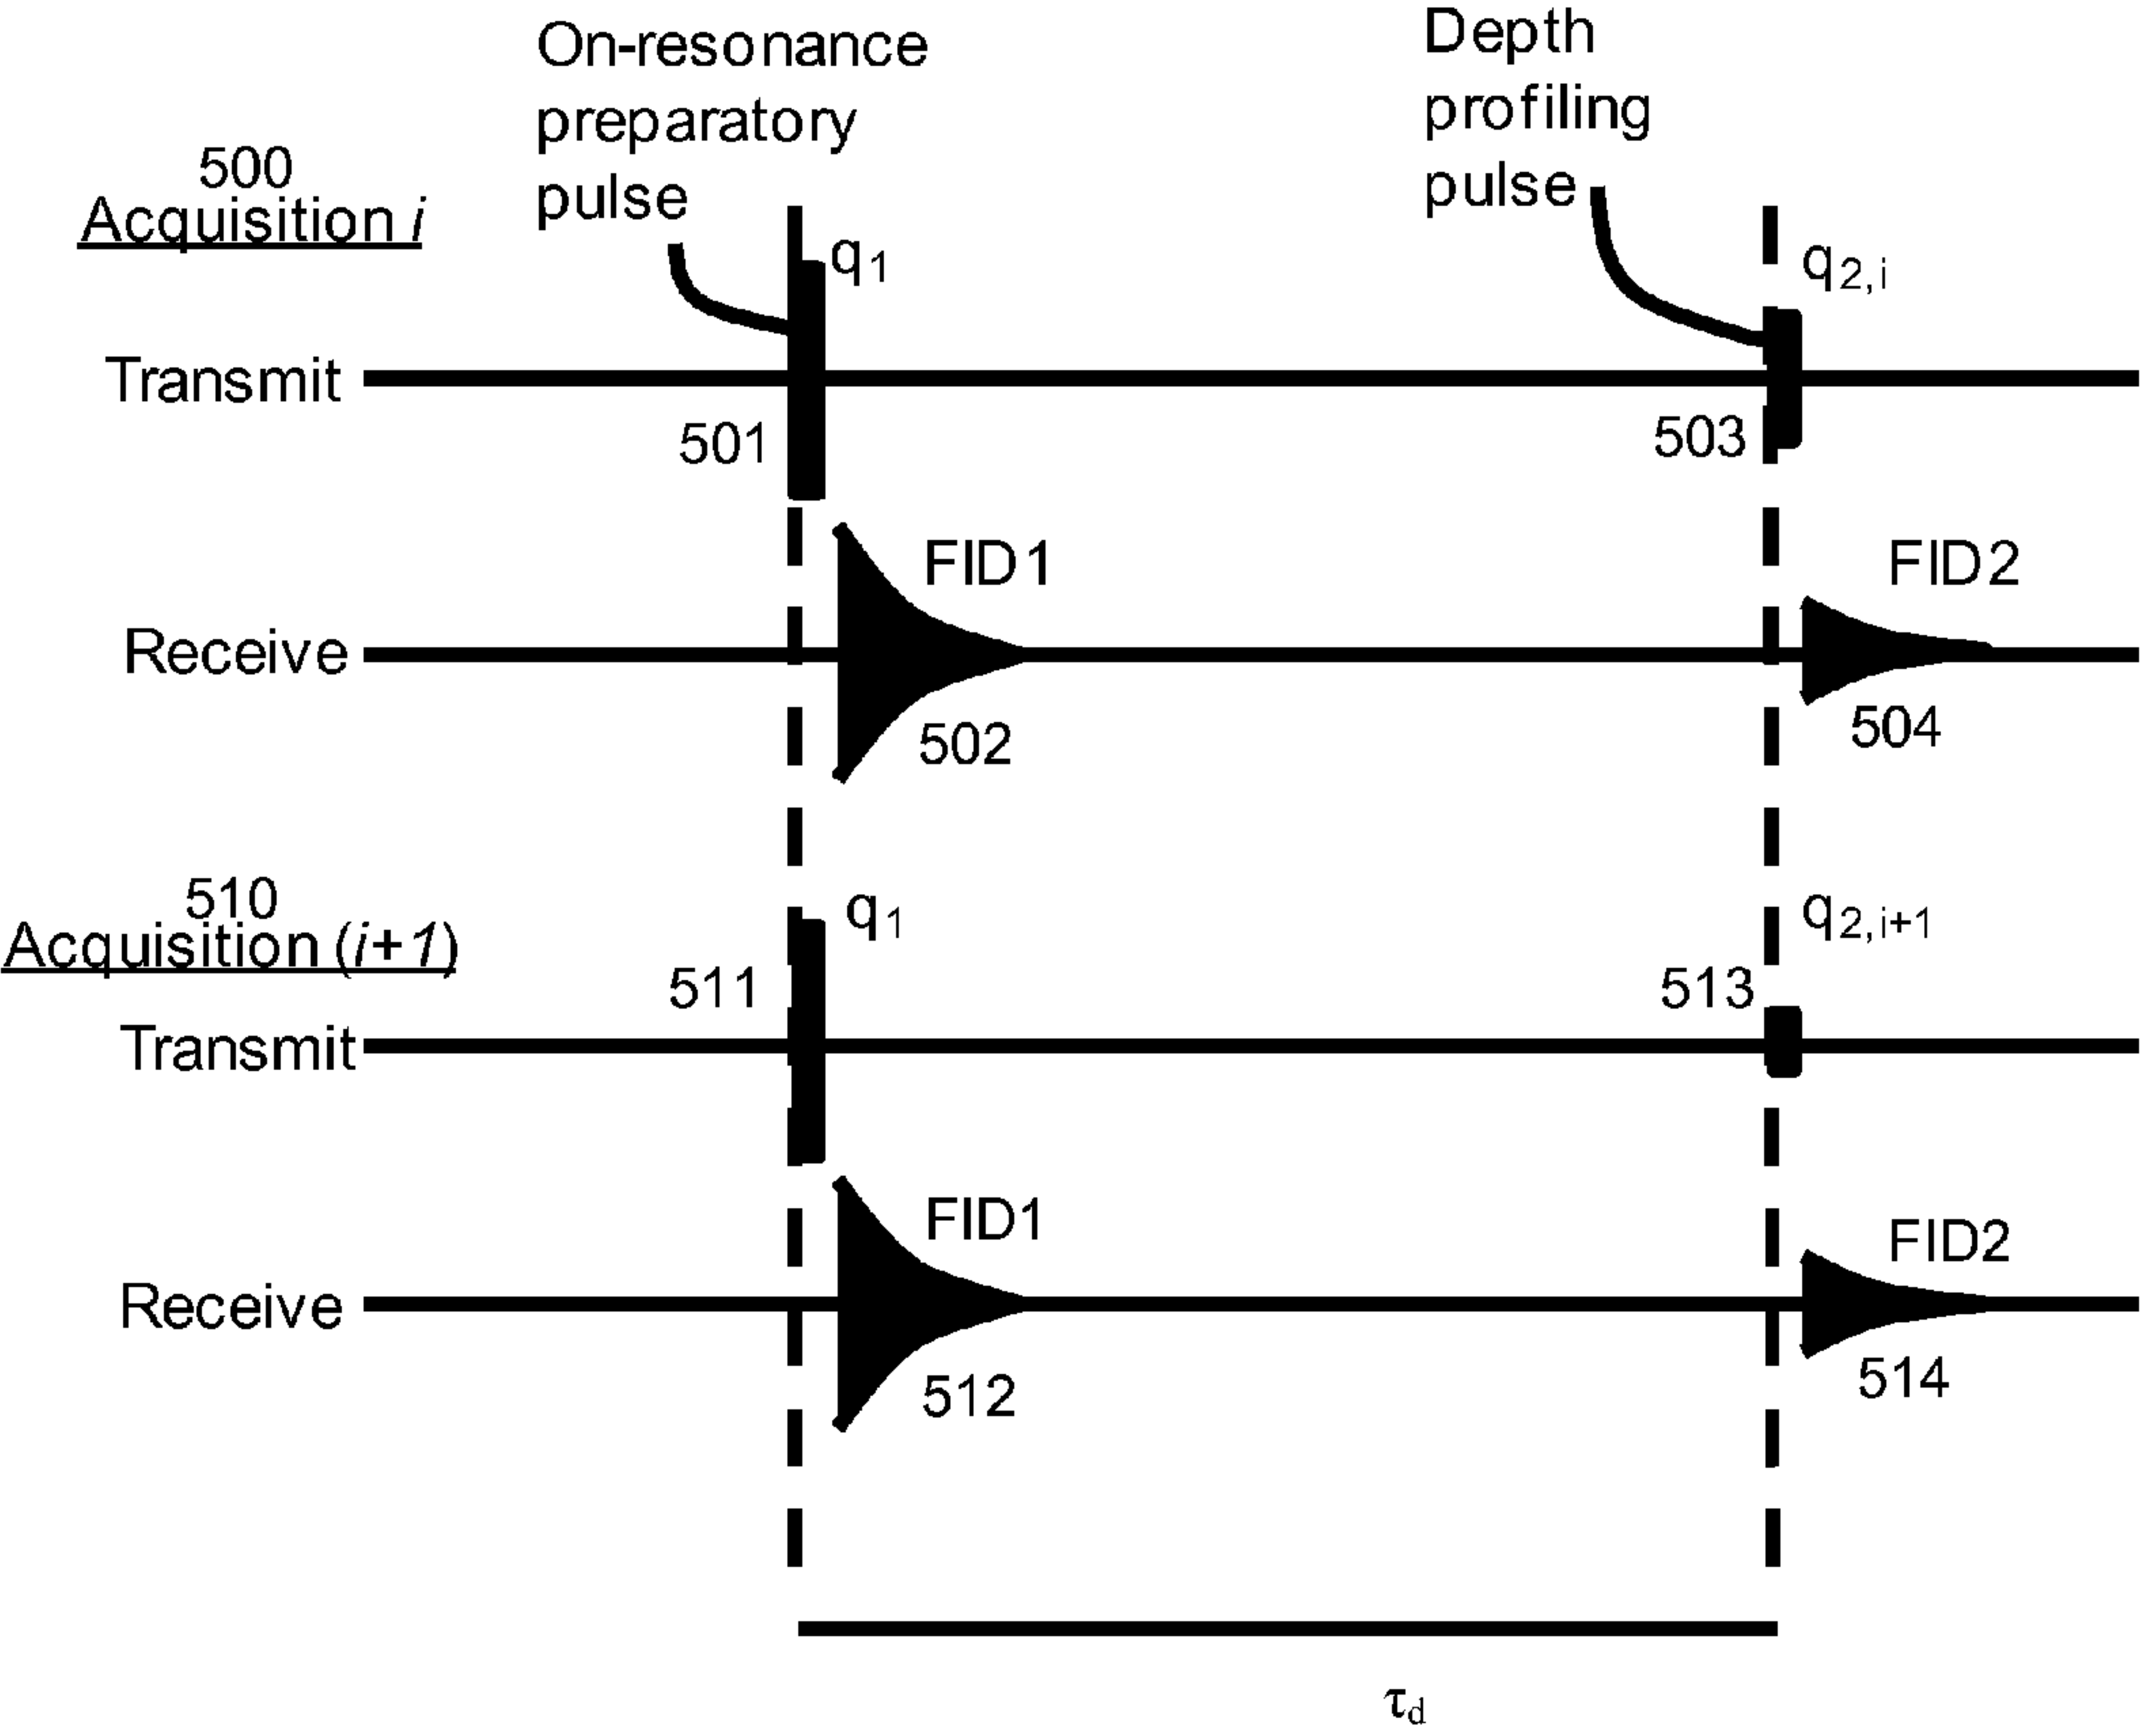 On-resonance
preparatory
pulse
Depth
profiling
pulse
500
Acquisition i
q1
q2,i
Transmit
501
503
FID1
FID2
Receive
502
504
510
Acquisition (i+1)
q1
q2,i+1
511
513
Transmit
FID1
FID2
Receive
512
514
τd